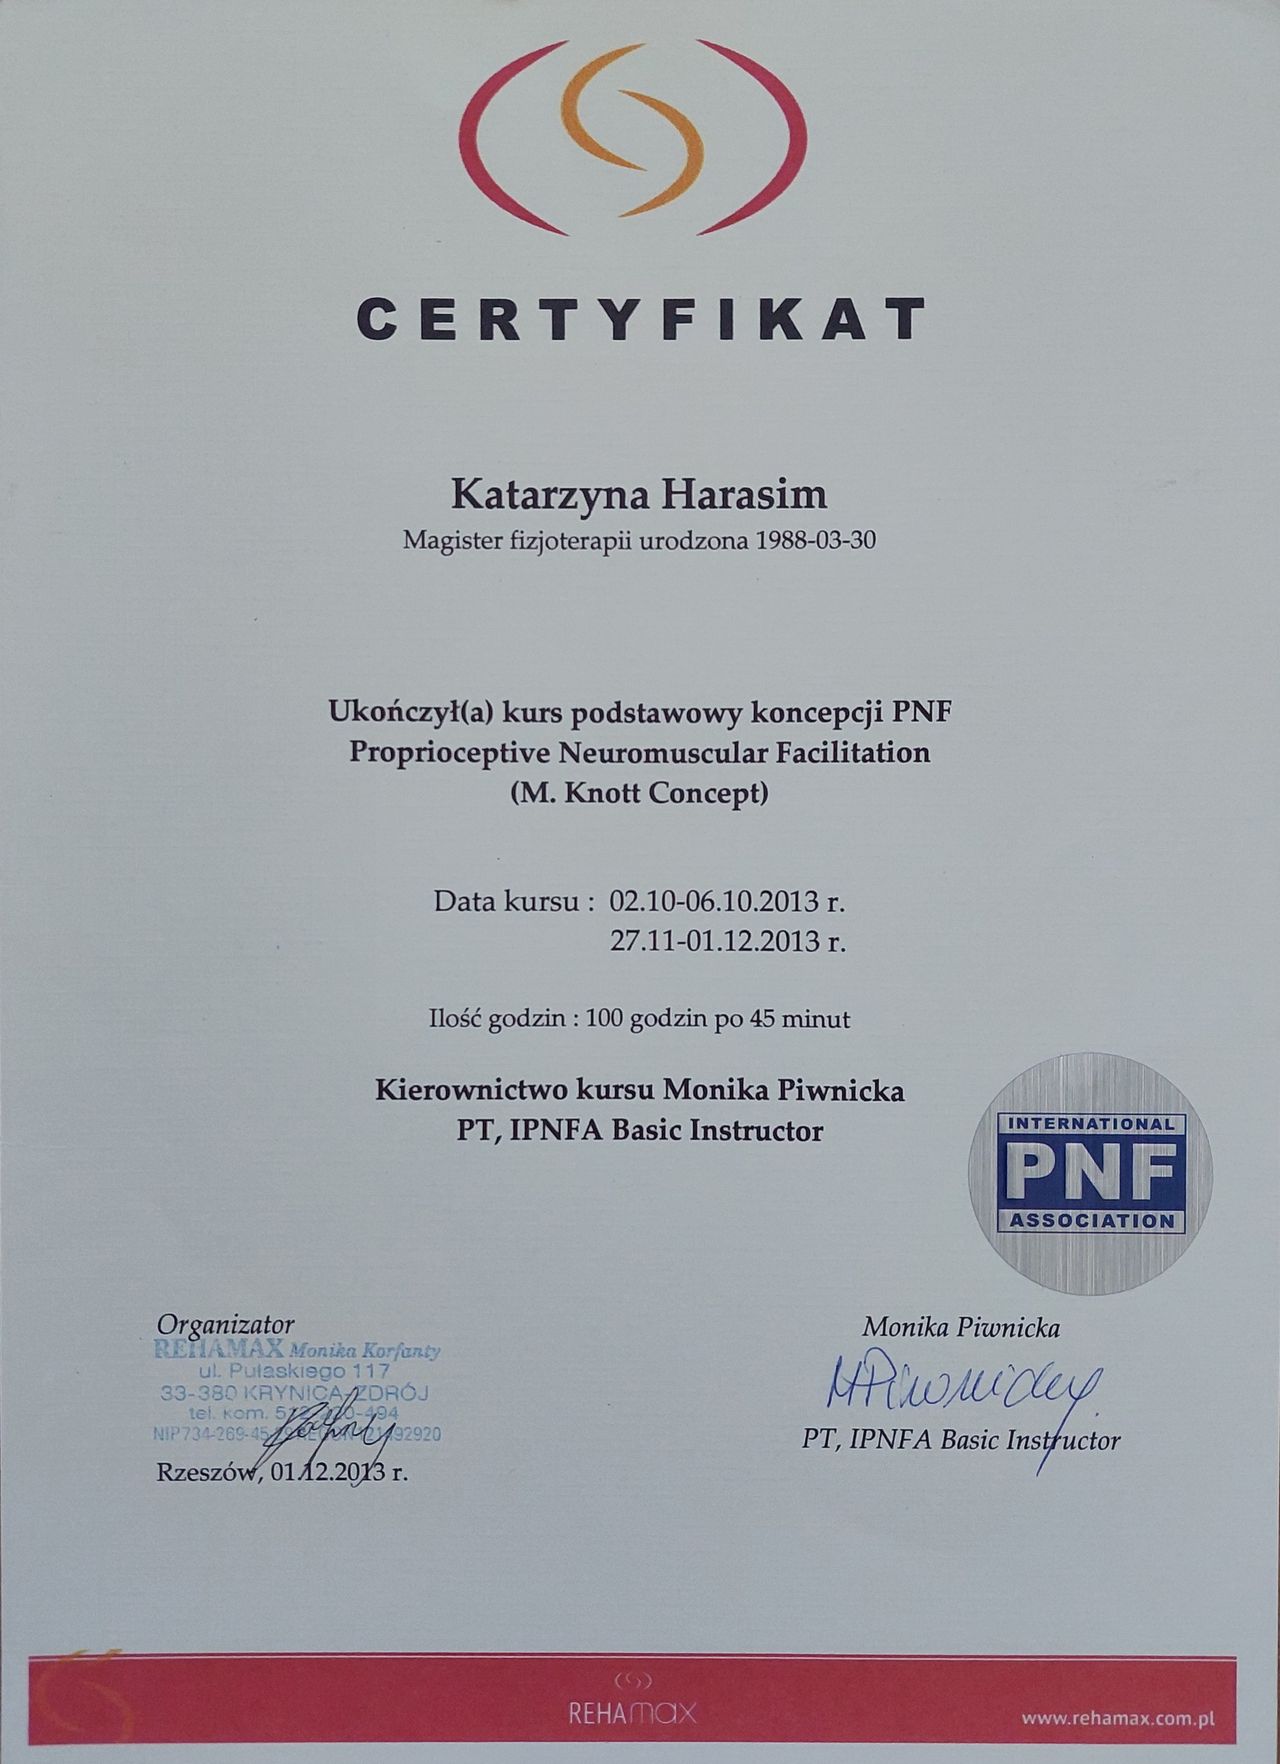 CERTYFIKAT
Katarzyna Harasim
Magister fizjoterapii urodzona 1988-03-30
Ukończył(a) kurs podstawowy koncepcji PNF
Proprioceptive Neuromuscular Facilitation
(M. Knott Concept)
Data kursu : 02.10-06.10.2013 r.
27.11-01.12.2013 r.
Ilość godzin : 100 godzin po 45 minut
Kierownictwo kursu Monika Piwnicka
PT, IPNFA Basic Instructor
INTERNATIONAL
PNF
ASSOCIATION
Organizator
REHAMAX Monika Korfanty
ul. Pułaskiego 117
33-380 KRYNICA-ZDRÓJ
tel. kom.
Rzeszów, 01.12.2013 r.
Monika Piwnicka
MPiwnicka
PT, IPNFA Basic Instructor
REHAmax
www.rehamax.com.pl